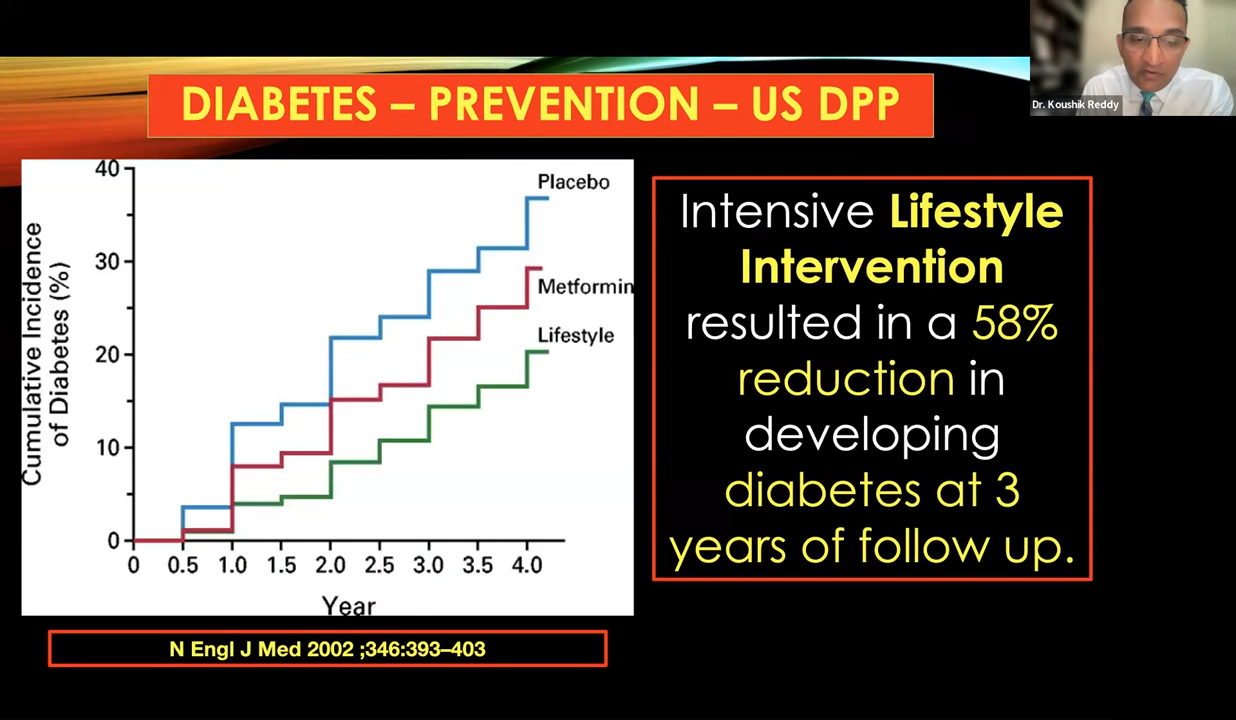 Dr. Koushik Reddy
DIABETES – PREVENTION – US DPP
40
30
20
10
0
Cumulative Incidence
of Diabetes (%)
Placebo
Metformin
Lifestyle
0 0.5 1.0 1.5 2.0 2.5 3.0 3.5 4.0
Year
N Engl J Med 2002 ;346:393–403
Intensive Lifestyle
Intervention
resulted in a 58%
reduction in
developing
diabetes at 3
years of follow up.